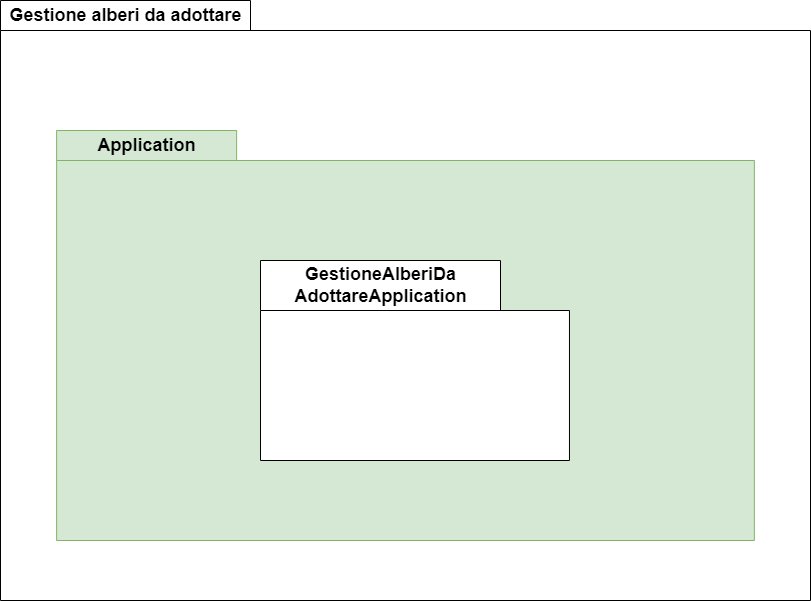 Gestione alberi da adottare
Application
GestioneAlberiDa
AdottareApplication